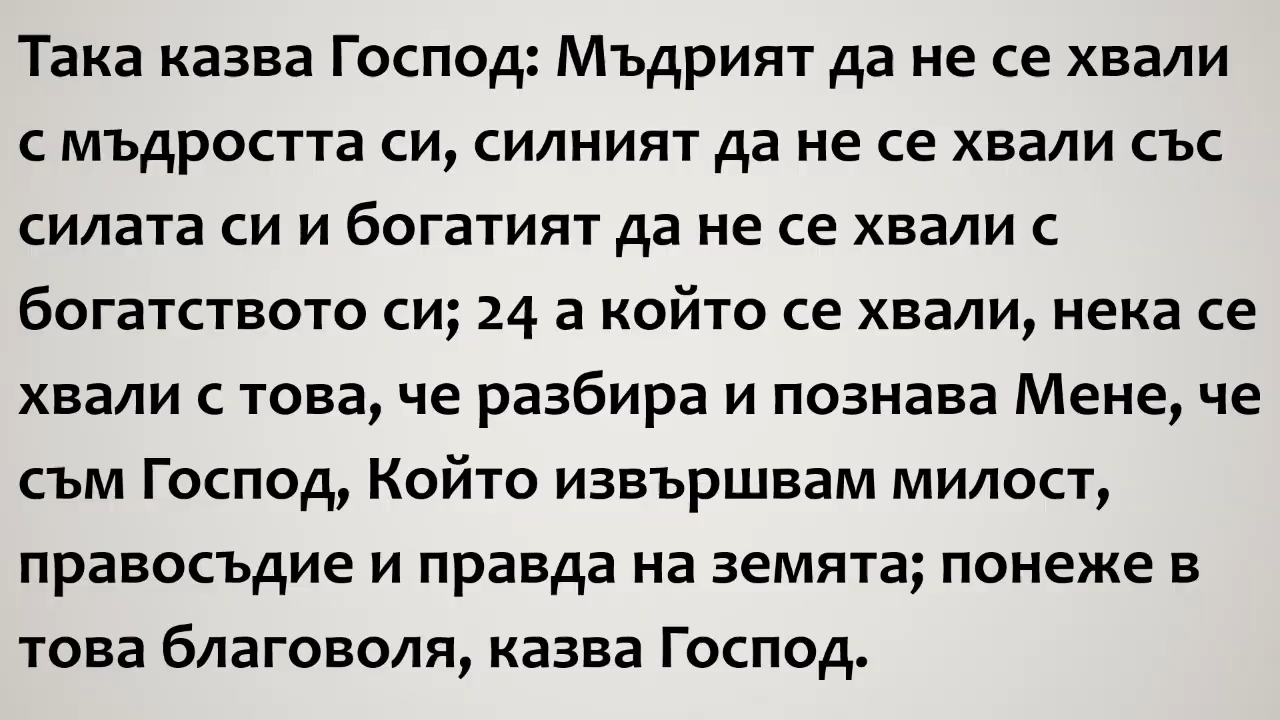 Така казва Господ: Мъдрият да не се хвали
с мъдростта си, силният да не се хвали със
силата си и богатият да не се хвали с
богатството си; 24 а който се хвали, нека се
хвали с това, че разбира и познава Мене, че
съм Господ, Който извършвам милост,
правосъдие и правда на земята; понеже в
това благоволя, казва Господ.